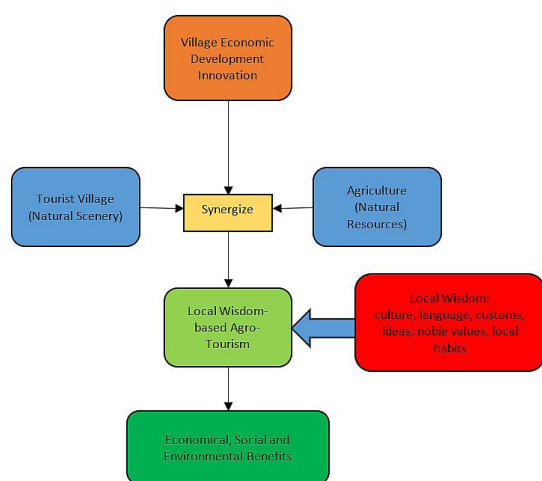 Village Economic
Development
Innovation
Tourist Village
(Natural Scenery)
Synergize
Agriculture
(Natural
Resources)
Local Wisdom-
based Agro-
Tourism
Local Wisdom:
culture, language, customs,
ideas, noble values, local
habits
Economical, Social and
Environmental Benefits